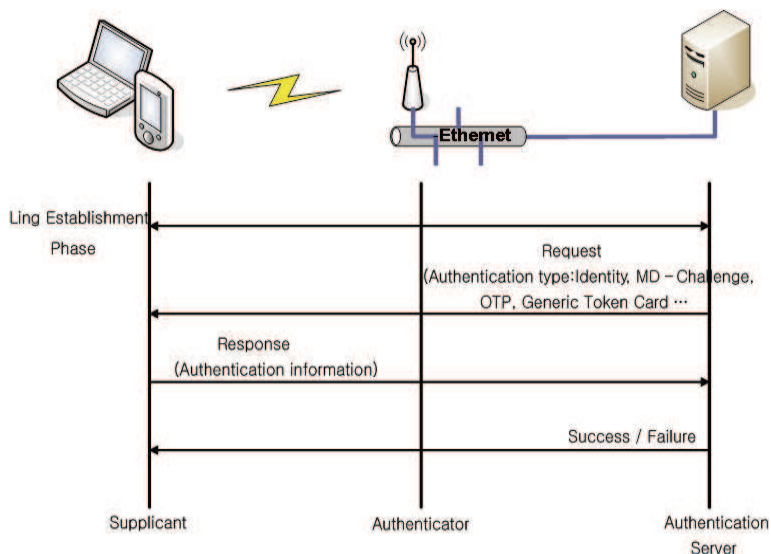 Ethernet
Ling Establishment
Phase
Request
(Authentication type:Identity, MD-Challenge,
OTP, Generic Token Card ···
Response
(Authentication information)
Success / Failure
Supplicant
Authenticator
Authentication
Server